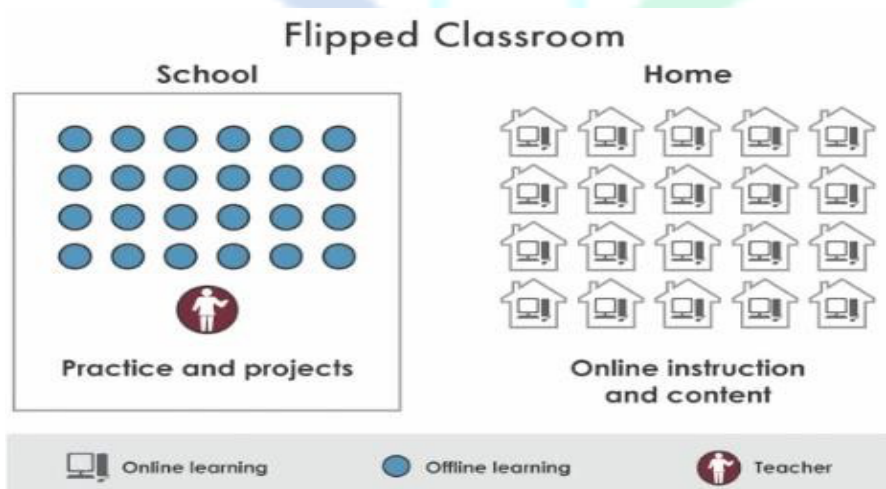 Flipped Classroom
School
Home
Practice and projects
Online instruction
and content
Online learning
Offline learning
Teacher